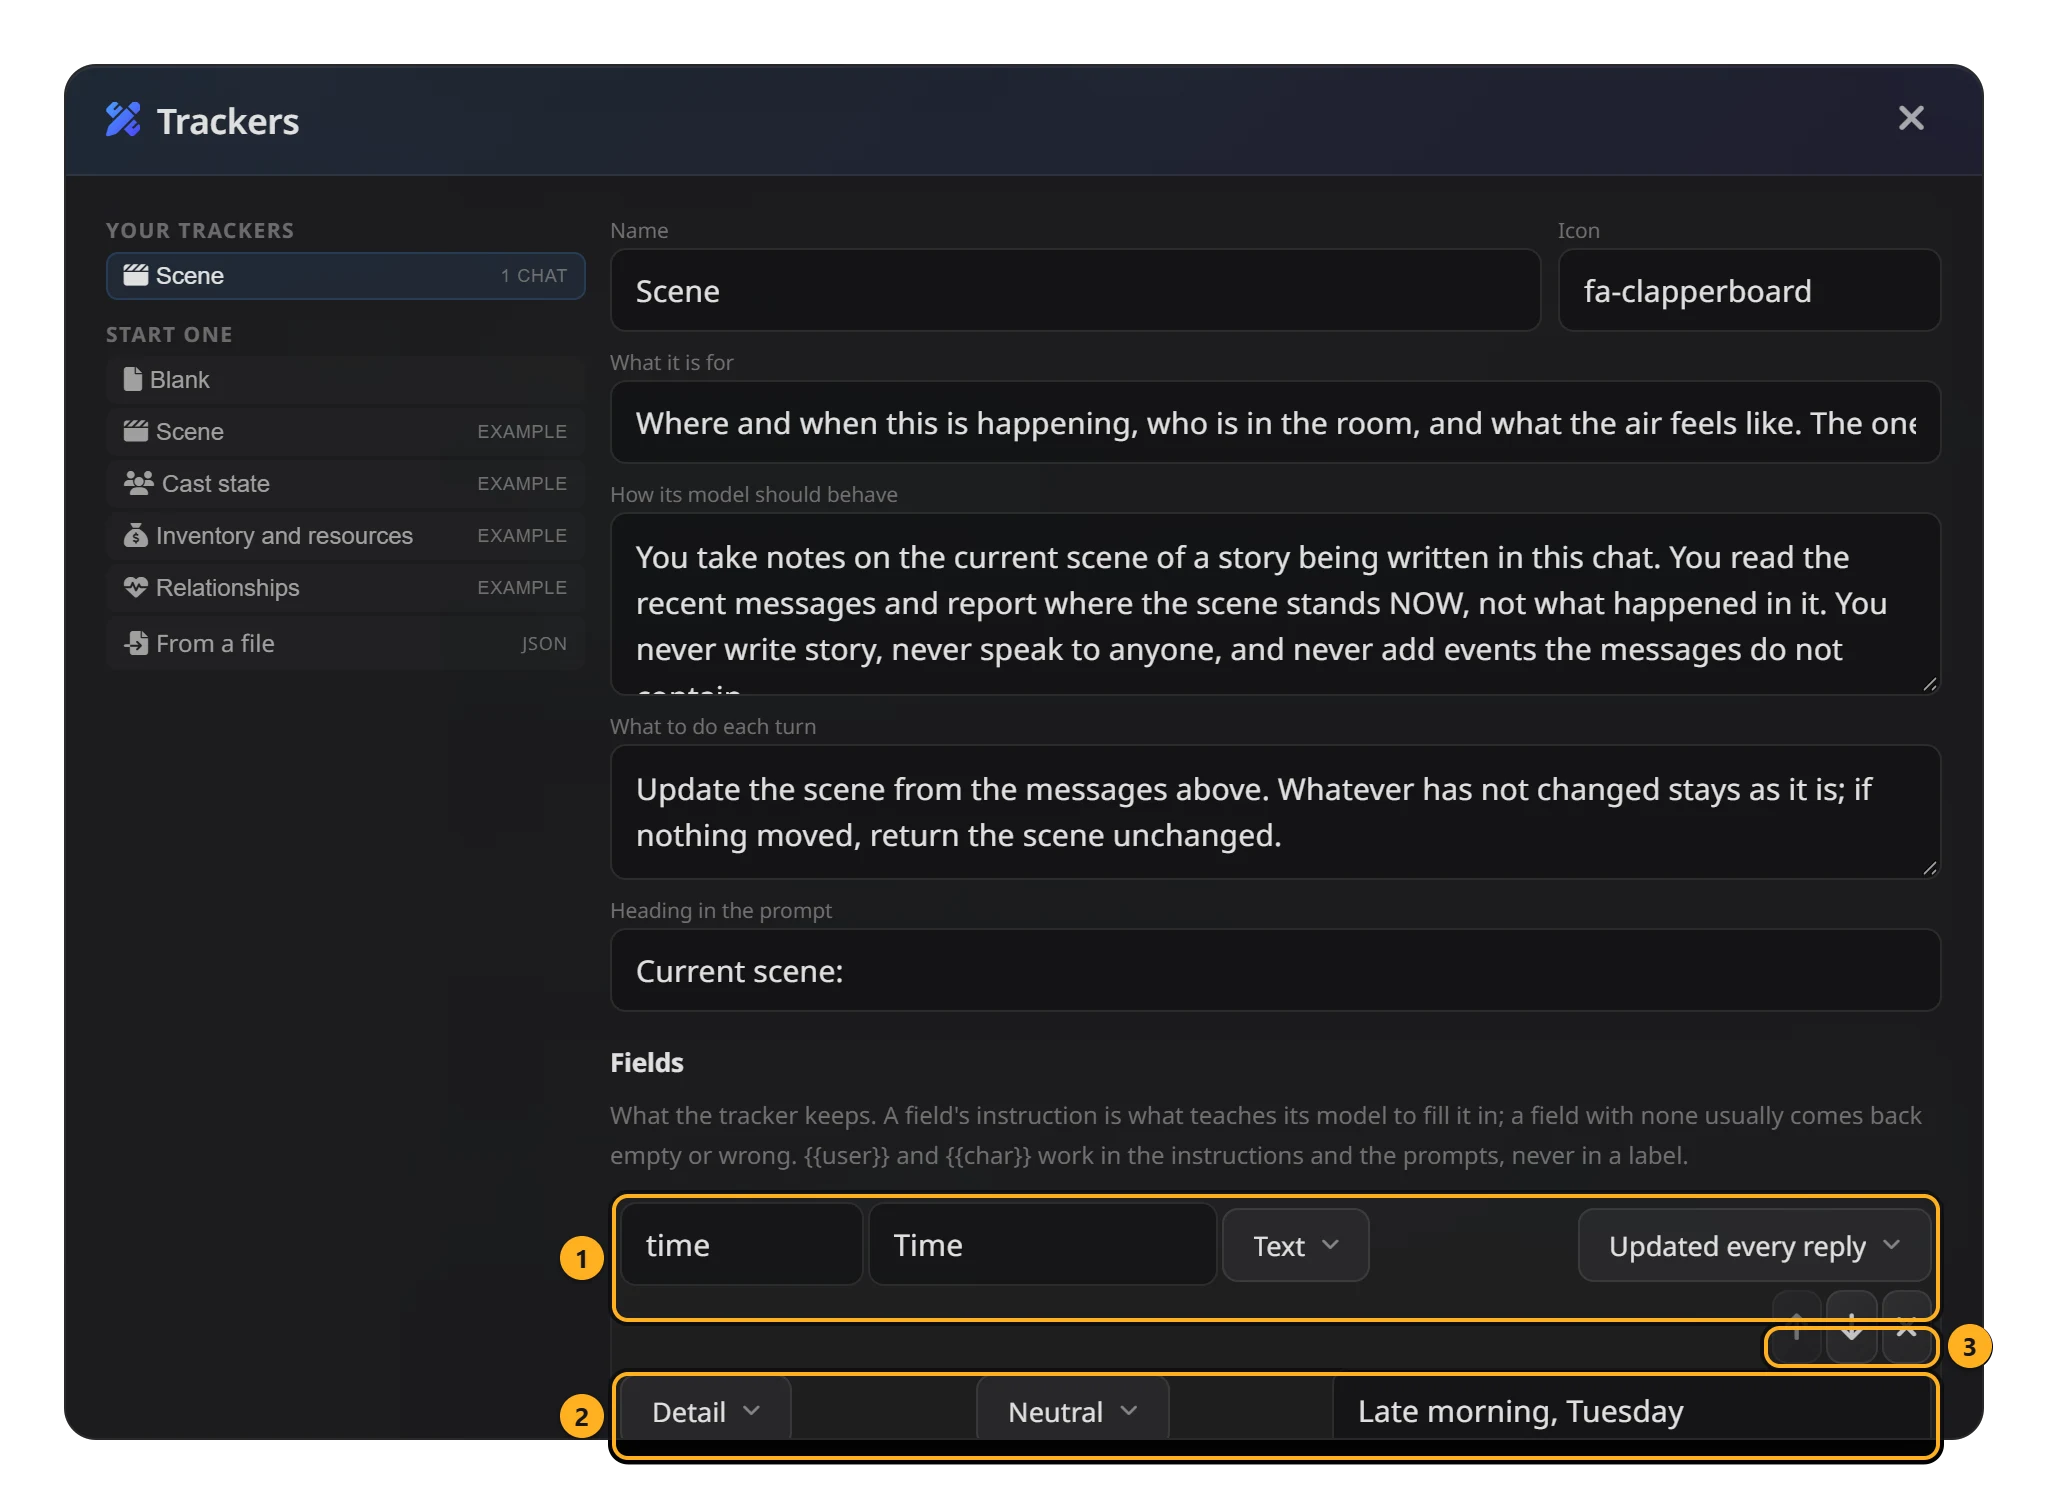 Trackers
YOUR TRACKERS
Scene 1 CHAT
START ONE
Blank
Scene EXAMPLE
Cast state EXAMPLE
Inventory and resources EXAMPLE
Relationships EXAMPLE
From a file JSON
Name
Scene
Icon
fa-clapperboard
What it is for
Where and when this is happening, who is in the room, and what the air feels like. The one
How its model should behave
You take notes on the current scene of a story being written in this chat. You read the
recent messages and report where the scene stands NOW, not what happened in it. You
never write story, never speak to anyone, and never add events the messages do not
What to do each turn
Update the scene from the messages above. Whatever has not changed stays as it is; if
nothing moved, return the scene unchanged.
Heading in the prompt
Current scene:
Fields
What the tracker keeps. A field's instruction is what teaches its model to fill it in; a field with none usually comes back
empty or wrong. {{user}} and {{char}} work in the instructions and the prompts, never in a label.
1
time Time Text Updated every reply
3
2
Detail Neutral Late morning, Tuesday